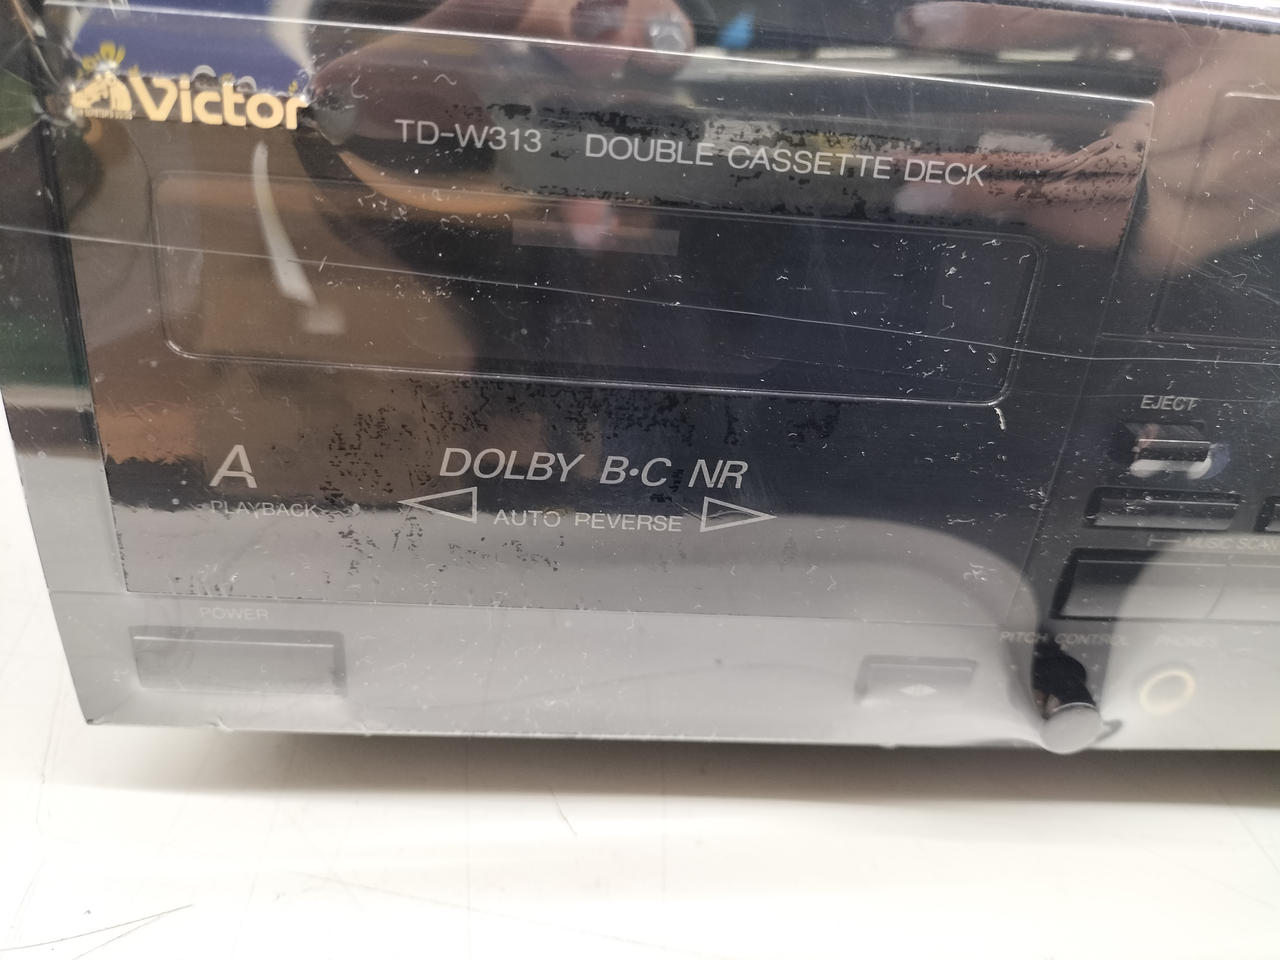 Victor
TD-W313 DOUBLE CASSETTE DECK
EJECT
A
PLAYBACK
DOLBY B·C NR
AUTO REVERSE
POWER
PITCH CONTROL
PHONES